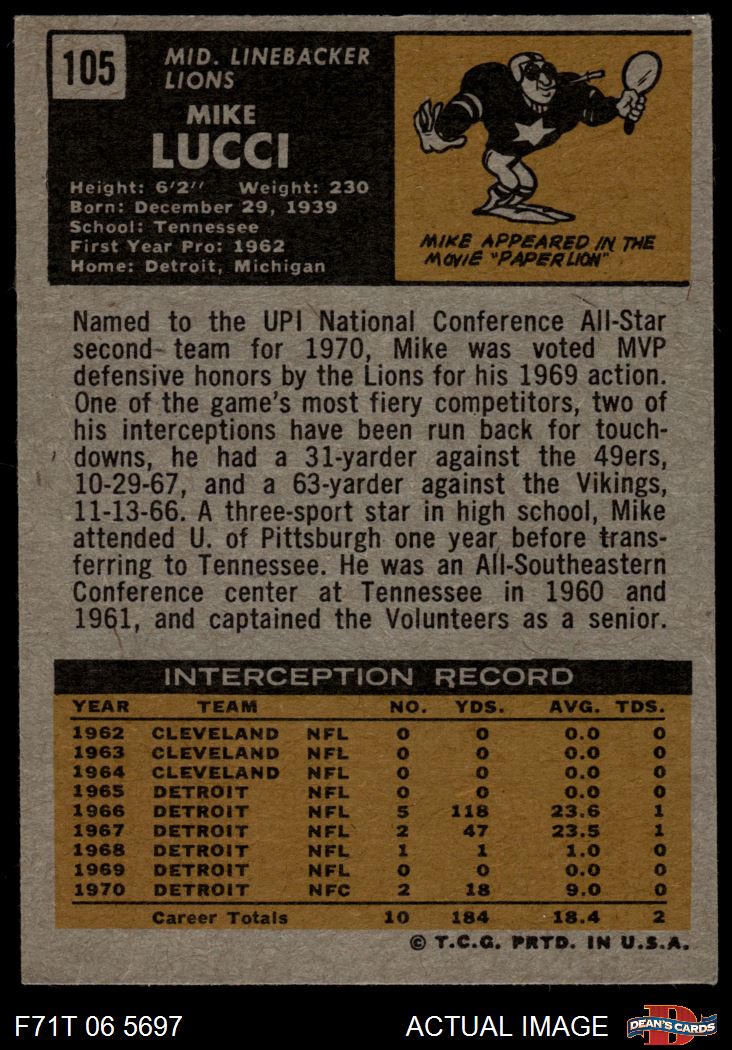 105
MID. LINEBACKER
LIONS
MIKE
LUCCI
Height: 6'2" Weight: 230
Born: December 29, 1939
School: Tennessee
First Year Pro: 1962
Home: Detroit, Michigan
MIKE APPEARED IN THE
MOVIE "PAPER LION"
Named to the UPI National Conference All-Star
second team for 1970, Mike was voted MVP
defensive honors by the Lions for his 1969 action.
One of the game's most fiery competitors, two of
his interceptions have been run back for touch-
downs, he had a 31-yarder against the 49ers,
10-29-67, and a 63-yarder against the Vikings,
11-13-66. A three-sport star in high school, Mike
attended U. of Pittsburgh one year before trans-
ferring to Tennessee. He was an All-Southeastern
Conference center at Tennessee in 1960 and
1961, and captained the Volunteers as a senior.
INTERCEPTION RECORD
YEAR TEAM NO. YDS. AVG. TDS.
1962 CLEVELAND NFL 0 0 0.0 0
1963 CLEVELAND NFL 0 0 0.0 0
1964 CLEVELAND NFL 0 0 0.0 0
1965 DETROIT NFL 0 0 0.0 0
1966 DETROIT NFL 5 118 23.6 1
1967 DETROIT NFL 2 47 23.5 1
1968 DETROIT NFL 1 1 1.0 0
1969 DETROIT NFL 0 0 0.0 0
1970 DETROIT NFC 2 18 9.0 0
Career Totals 10 184 18.4 2
© T.C.G. PRTD. IN U.S.A.
F71T 06 5697 ACTUAL IMAGE DEAN'S CARDS